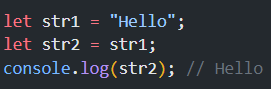 let str1 = "Hello";
let str2 = str1;
console.log(str2); // Hello